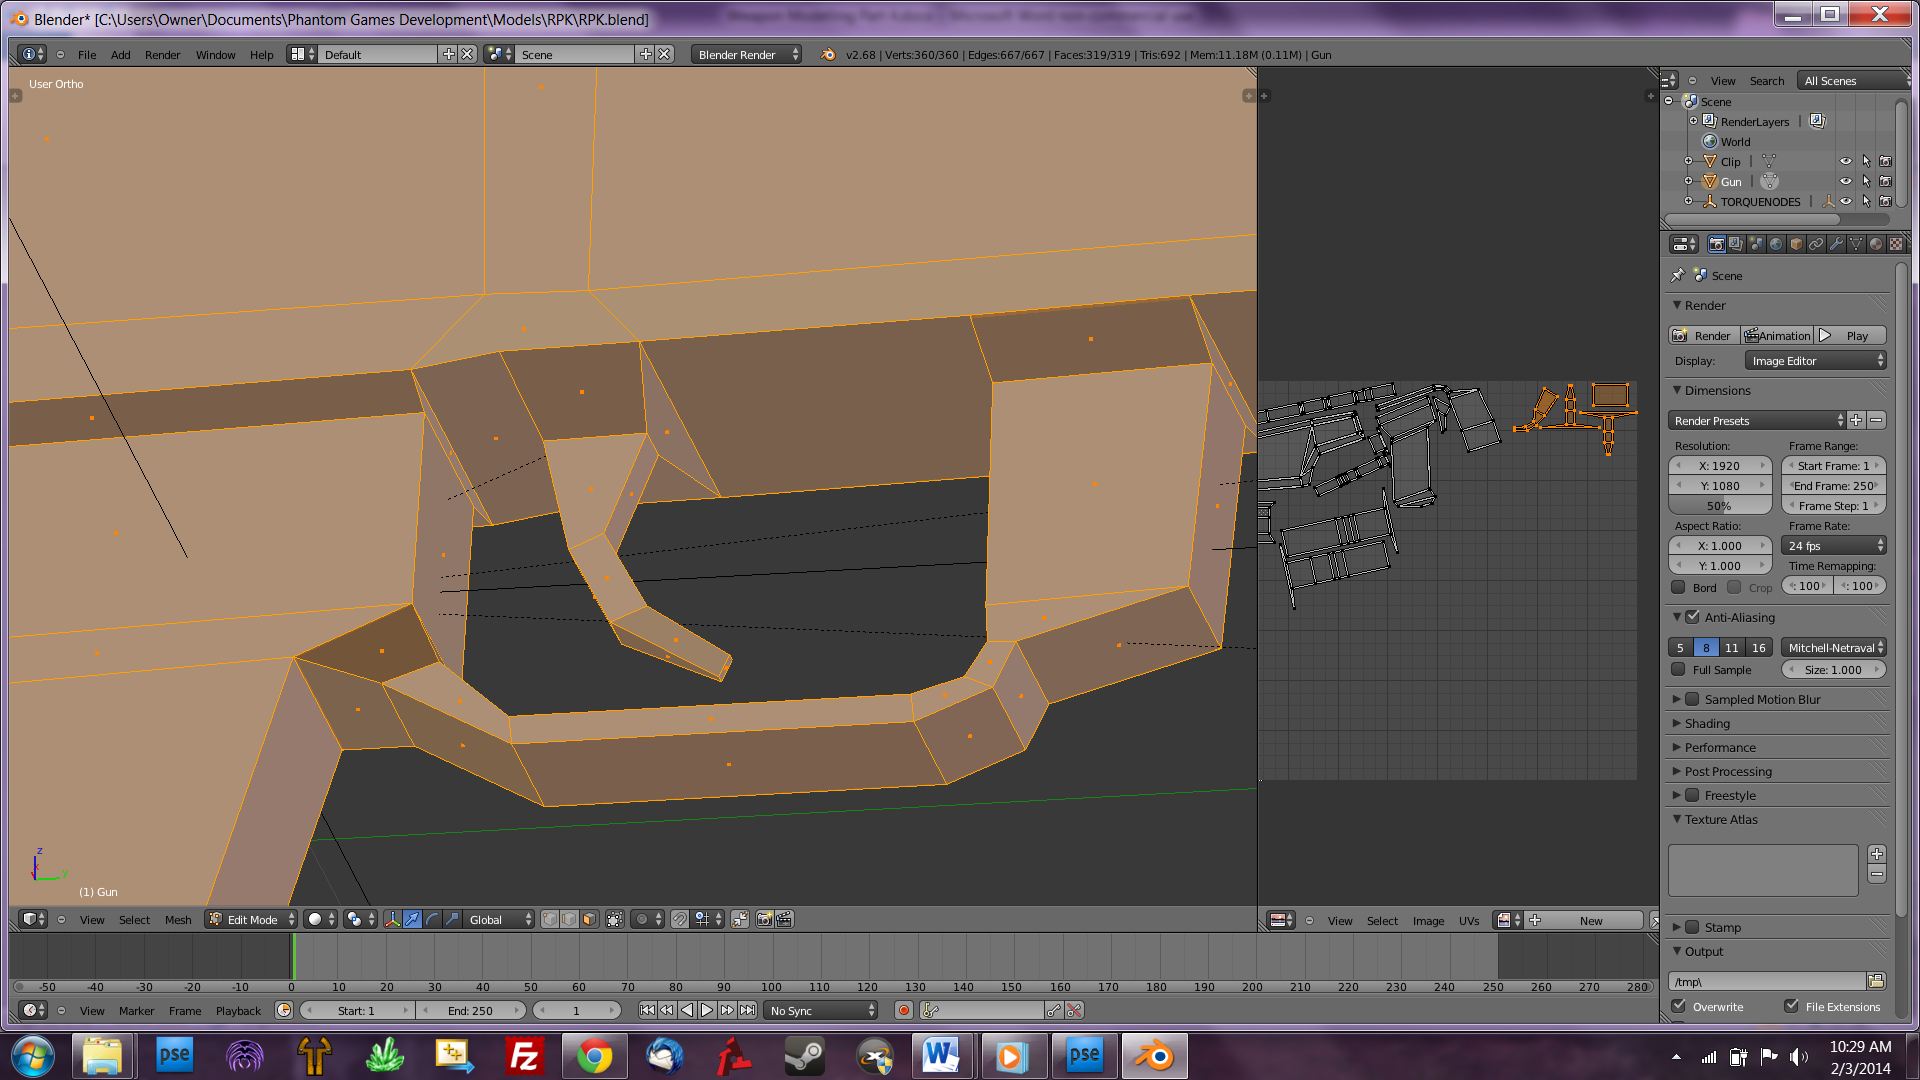 Blender* [C:\Users\Owner\Documents\Phantom Games Development\Models\RPK\RPK.blend]
File Add Render Window Help Default Scene Blender Render v2.68 | Verts:360/360 | Edges:667/667 | Faces:319/319 | Tris:692 | Mem:11.18M (0.11M) | Gun
User Ortho
View Search All Scenes
Scene
RenderLayers
World
Clip
Gun
TORQUENODES
Scene
Render
Render Animation Play
Display: Image Editor
Dimensions
Render Presets
Resolution: Frame Range:
X: 1920 Start Frame: 1
Y: 1080 End Frame: 250
50% Frame Step: 1
Aspect Ratio: Frame Rate:
X: 1.000 24 fps
Y: 1.000 Time Remapping:
Bord Crop : 100 : 100
Anti-Aliasing
5 8 11 16 Mitchell-Netraval
Full Sample Size: 1.000
Sampled Motion Blur
Shading
Performance
Post Processing
Freestyle
Texture Atlas
Stamp
Output
/tmp\
Overwrite File Extensions
z
y
(1) Gun
View Select Mesh Edit Mode Global
View Select Image UVs New
-50 -40 -30 -20 -10 0 10 20 30 40 50 60 70 80 90 100 110 120 130 140 150 160 170 180 190 200 210 220 230 240 250 260 270 280
View Marker Frame Playback Start: 1 End: 250 1 No Sync
pse
Fz
W
pse
10:29 AM
2/3/2014